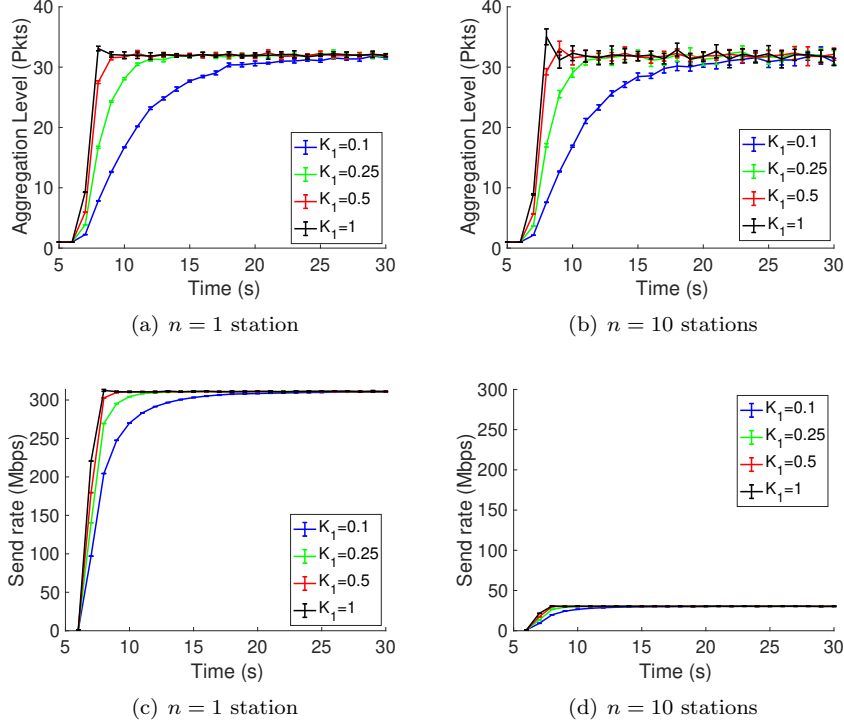 Aggregation Level (Pkts)
40
30
20
10
0
5 10 15 20 25 30
Time (s)
K1=0.1
K1=0.25
K1=0.5
K1=1
(a) n = 1 station
Aggregation Level (Pkts)
40
30
20
10
0
5 10 15 20 25 30
Time (s)
K1=0.1
K1=0.25
K1=0.5
K1=1
(b) n = 10 stations
Send rate (Mbps)
300
250
200
150
100
50
0
5 10 15 20 25 30
Time (s)
K1=0.1
K1=0.25
K1=0.5
K1=1
(c) n = 1 station
Send rate (Mbps)
300
250
200
150
100
50
0
5 10 15 20 25 30
Time (s)
K1=0.1
K1=0.25
K1=0.5
K1=1
(d) n = 10 stations